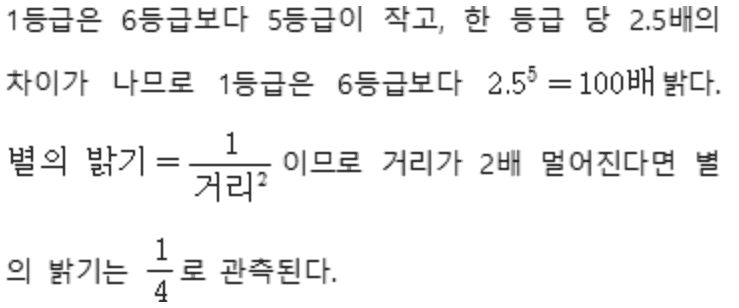 1등급은 6등급보다 5등급이 작고, 한 등급 당 2.5배의
차이가 나므로 1등급은 6등급보다 2.5⁵ = 100배 밝다.
별의 밝기 = 1/거리² 이므로 거리가 2배 멀어진다면 별
의 밝기는 1/4로 관측된다.